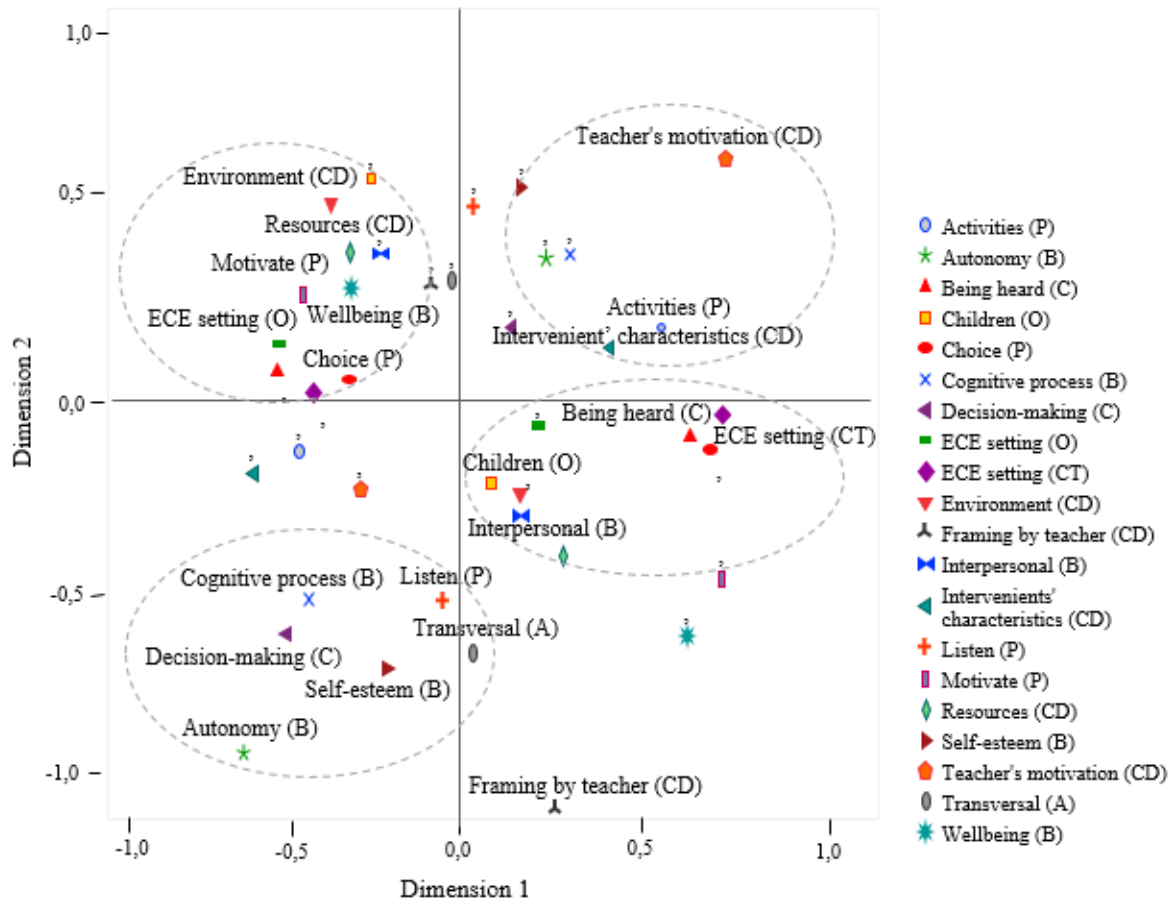 1,0
Teacher's motivation (CD)
Environment (CD)
?
?
?
0,5
Resources (CD)
?
?
?
?
Motivate (P)
?
?
Wellbeing (B)
Activities (P)
ECE setting (O)
?
?
Intervenient characteristics (CD)
Choice (P)
0,0
?
?
?
Being heard (C)
ECE setting (CT)
?
?
Children (O)
?
?
Interpersonal (B)
?
Cognitive process (B)
Listen (P)
-0,5
Transversal (A)
?
Decision-making (C)
Self-esteem (B)
Autonomy (B)
-1,0
Framing by teacher (CD)
-1,0
-0,5
0,0
0,5
1,0
Dimension 1
Dimension 2
Activities (P)
Autonomy (B)
Being heard (C)
Children (O)
Choice (P)
Cognitive process (B)
Decision-making (C)
ECE setting (O)
ECE setting (CT)
Environment (CD)
Framing by teacher (CD)
Interpersonal (B)
Intervenients'
characteristics (CD)
Listen (P)
Motivate (P)
Resources (CD)
Self-esteem (B)
Teacher's motivation (CD)
Transversal (A)
Wellbeing (B)